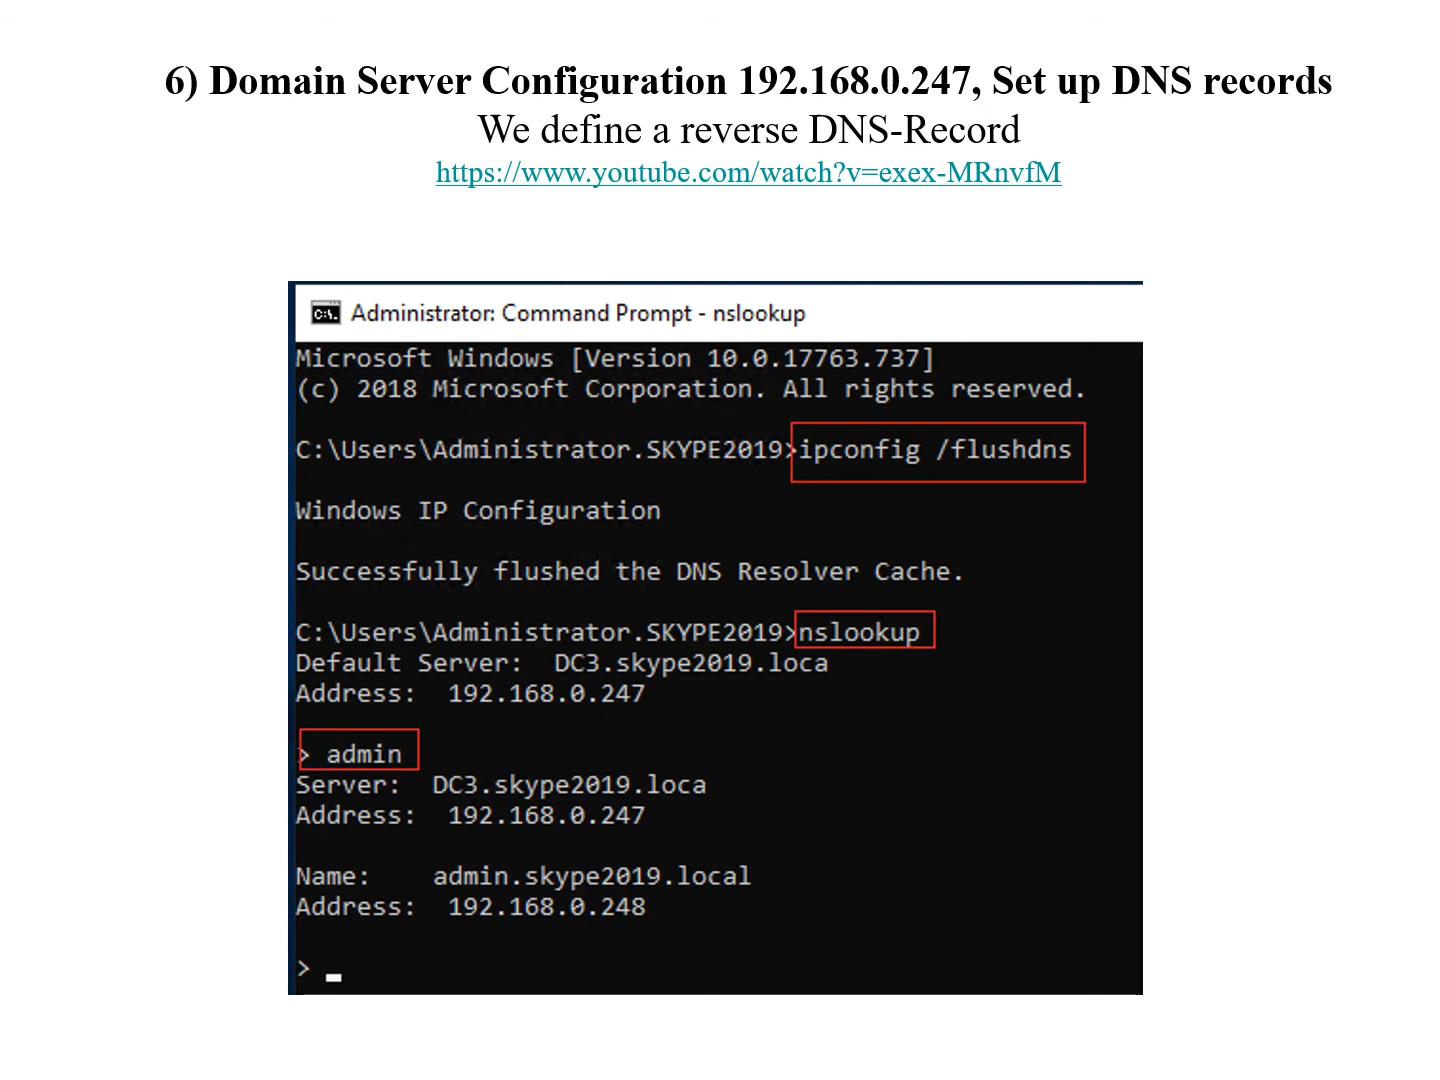 6) Domain Server Configuration 192.168.0.247, Set up DNS records
We define a reverse DNS-Record
https://www.youtube.com/watch?v=exex-MRnvfM
C:\. Administrator: Command Prompt - nslookup
Microsoft Windows [Version 10.0.17763.737]
(c) 2018 Microsoft Corporation. All rights reserved.
C:\Users\Administrator.SKYPE2019>ipconfig /flushdns
Windows IP Configuration
Successfully flushed the DNS Resolver Cache.
C:\Users\Administrator.SKYPE2019>nslookup
Default Server:  DC3.skype2019.loca
Address:  192.168.0.247
> admin
Server:  DC3.skype2019.loca
Address:  192.168.0.247
Name:    admin.skype2019.local
Address:  192.168.0.248
>